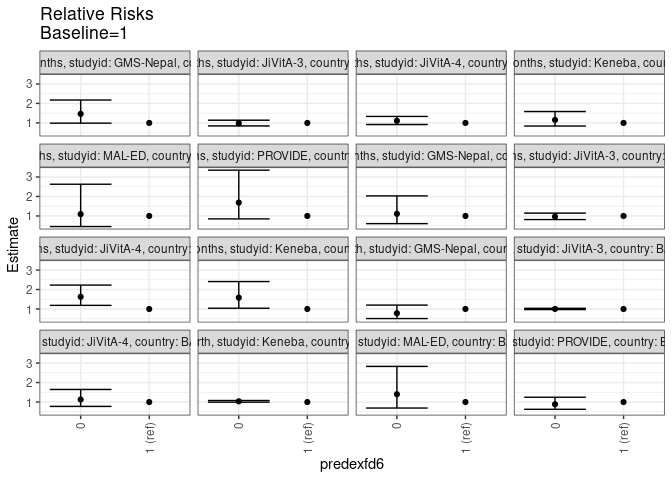 Relative Risks
Baseline=1
nths, studyid: GMS-Nepal, co
ths, studyid: JiVitA-3, country
nths, studyid: JiVitA-4, country
onths, studyid: Keneba, cour
3
2
1
hs, studyid: MAL-ED, country
hs, studyid: PROVIDE, countr
nths, studyid: GMS-Nepal, co
ns, studyid: JiVitA-3, country:
3
2
1
hs, studyid: JiVitA-4, country:
onths, studyid: Keneba, coun
th, studyid: GMS-Nepal, coun
studyid: JiVitA-3, country: B
3
2
1
studyid: JiVitA-4, country: BA
rth, studyid: Keneba, country
studyid: MAL-ED, country: B
studyid: PROVIDE, country: E
3
2
1
0
1 (ref)
0
1 (ref)
0
1 (ref)
0
1 (ref)
Estimate
predexfd6